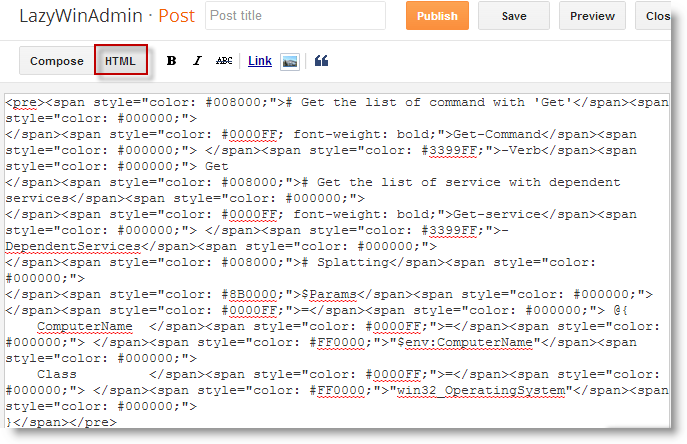 LazyWinAdmin · Post Post title Publish Save Preview Clos
Compose HTML B I ABC Link
<pre><span style="color: #008000;"># Get the list of command with 'Get'</span><span
style="color: #000000;">
</span><span style="color: #0000FF; font-weight: bold;">Get-Command</span><span
style="color: #000000;"> </span><span style="color: #3399FF;">-Verb</span><span
style="color: #000000;"> Get
</span><span style="color: #008000;"># Get the list of service with dependent
services</span><span style="color: #000000;">
</span><span style="color: #0000FF; font-weight: bold;">Get-service</span><span
style="color: #000000;"> </span><span style="color: #3399FF;">-
DependentServices</span><span style="color: #000000;">
</span><span style="color: #008000;"># Splatting</span><span style="color:
#000000;">
</span><span style="color: #8B0000;">$Params</span><span style="color: #000000;">
</span><span style="color: #0000FF;">=</span><span style="color: #000000;"> @{
    ComputerName  </span><span style="color: #0000FF;">=</span><span style="color:
#000000;"> </span><span style="color: #FF0000;">"$env:ComputerName"</span><span
style="color: #000000;">
    Class         </span><span style="color: #0000FF;">=</span><span style="color:
#000000;"> </span><span style="color: #FF0000;">"win32_OperatingSystem"</span><span
style="color: #000000;">
}</span></pre>